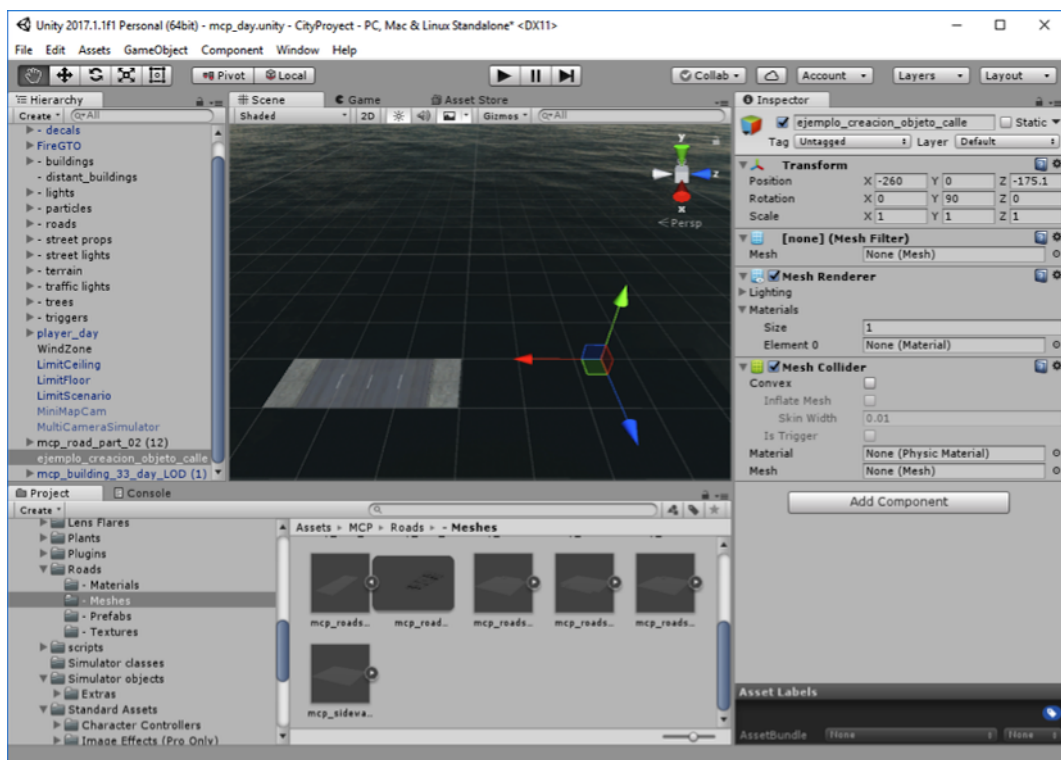 Unity 2017.1.1f1 Personal (64bit) - mcp_day.unity - CityProyect - PC, Mac & Linux Standalone* <DX11>
File Edit Assets GameObject Component Window Help
Pivot Local Collab Account Layers Layout
Hierarchy
Create All
- decals
FireGTO
- buildings
- distant_buildings
- lights
- particles
- roads
- street props
- street lights
- terrain
- traffic lights
- trees
- triggers
player_day
WindZone
LimitCeiling
LimitFloor
LimitScenario
MiniMapCam
MultiCameraSimulator
mcp_road_part_02 (12)
ejemplo_creacion_objeto_calle
mcp_building_33_day_LOD (1)
Scene Game Asset Store
Shaded 2D Gizmos All
y
z
x
Persp
Inspector
ejemplo_creacion_objeto_calle Static
Tag Untagged Layer Default
Transform
Position X -260 Y 0 Z -175.1
Rotation X 0 Y 90 Z 0
Scale X 1 Y 1 Z 1
[none] (Mesh Filter)
Mesh None (Mesh)
Mesh Renderer
Lighting
Materials
Size 1
Element 0 None (Material)
Mesh Collider
Convex
Inflate Mesh
Skin Width 0.01
Is Trigger
Material None (Physic Material)
Mesh None (Mesh)
Add Component
Asset Labels
AssetBundle None None
Project Console
Create
Lens Flares
Plants
Plugins
Roads
- Materials
- Meshes
- Prefabs
- Textures
scripts
Simulator classes
Simulator objects
Extras
Standard Assets
Character Controllers
Image Effects (Pro Only)
Assets MCP Roads - Meshes
mcp_roads... mcp_road... mcp_roads... mcp_roads... mcp_roads...
mcp_sidewa...